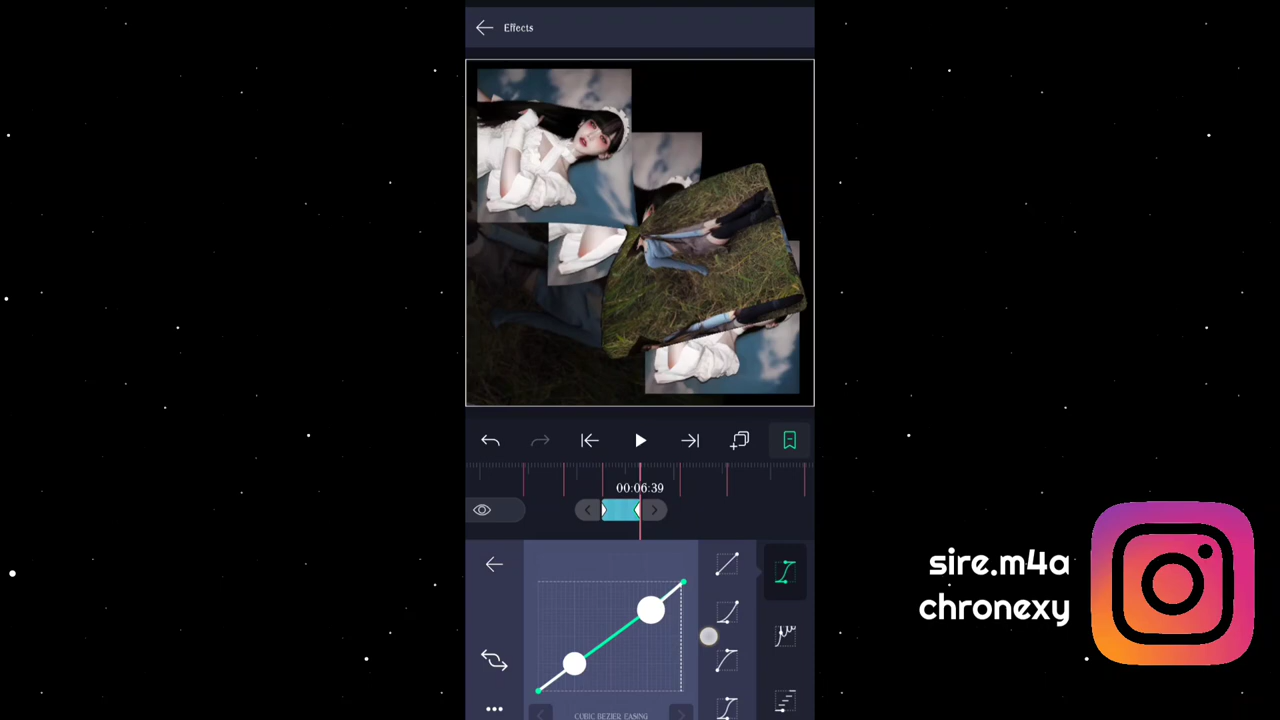 Effects
00:06:39
CUBIC BEZIER EASING
sire.m4a
chronexy